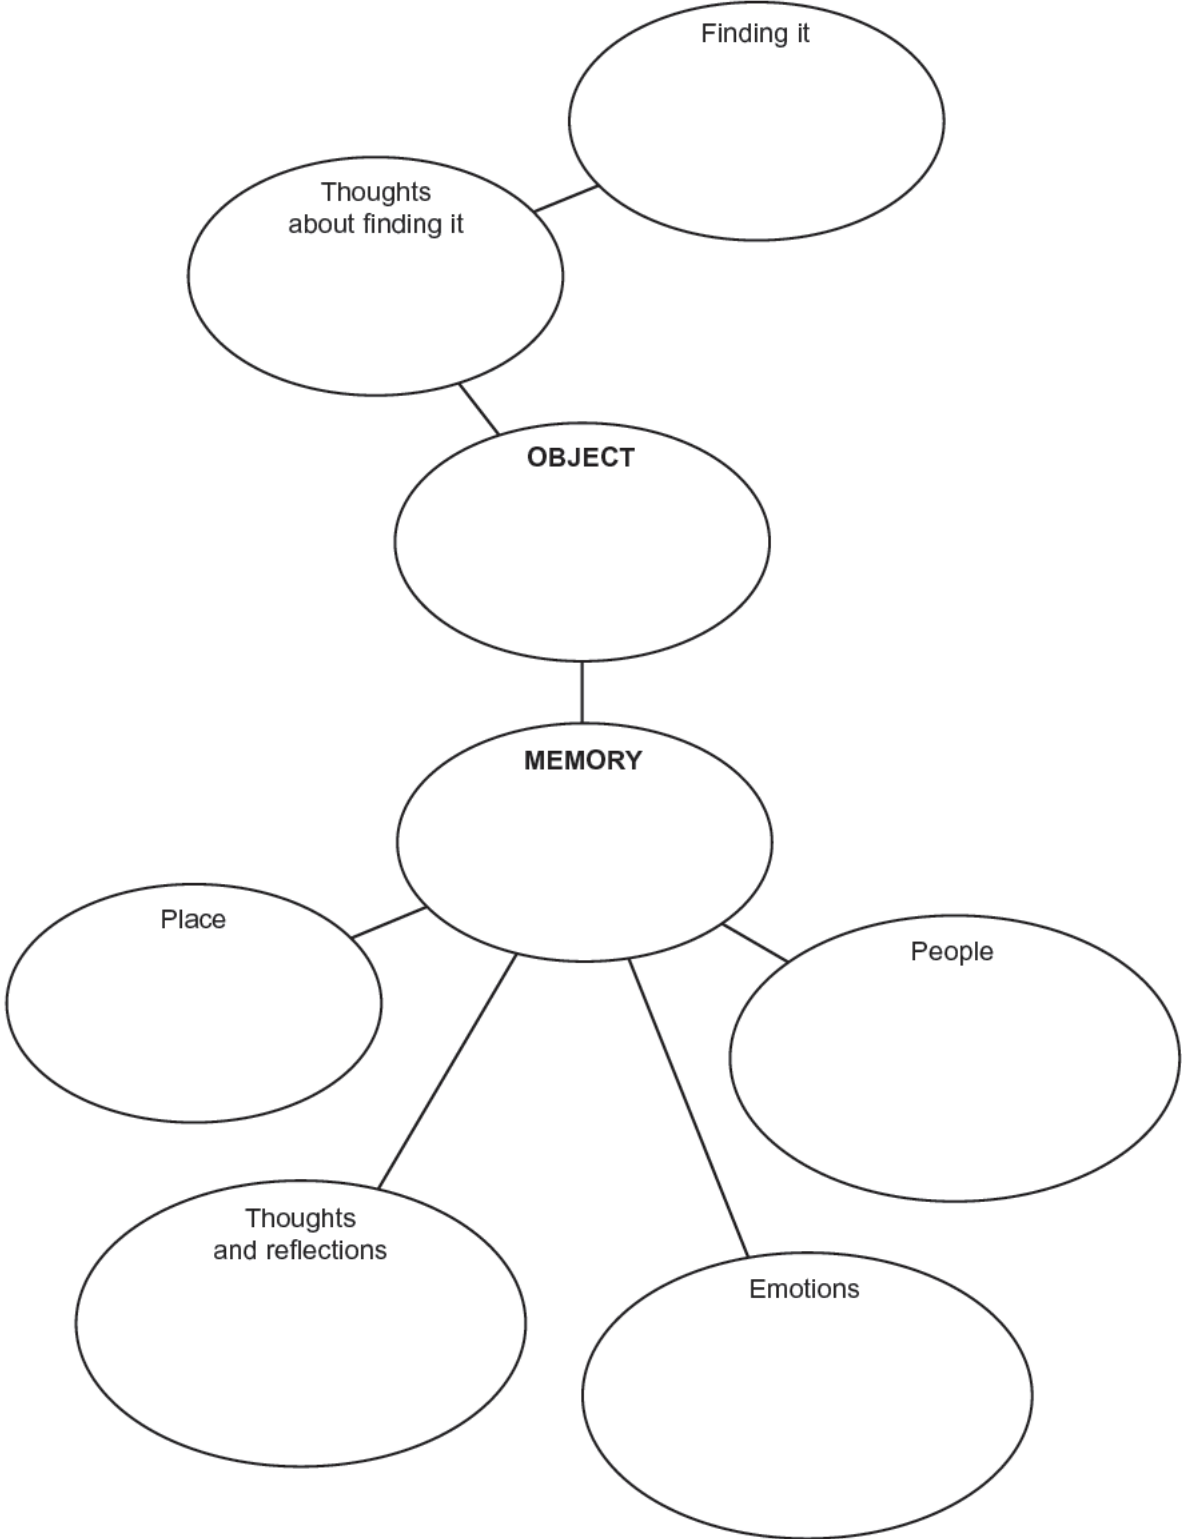 Finding it
Thoughts
about finding it
OBJECT
MEMORY
Place
People
Thoughts
and reflections
Emotions